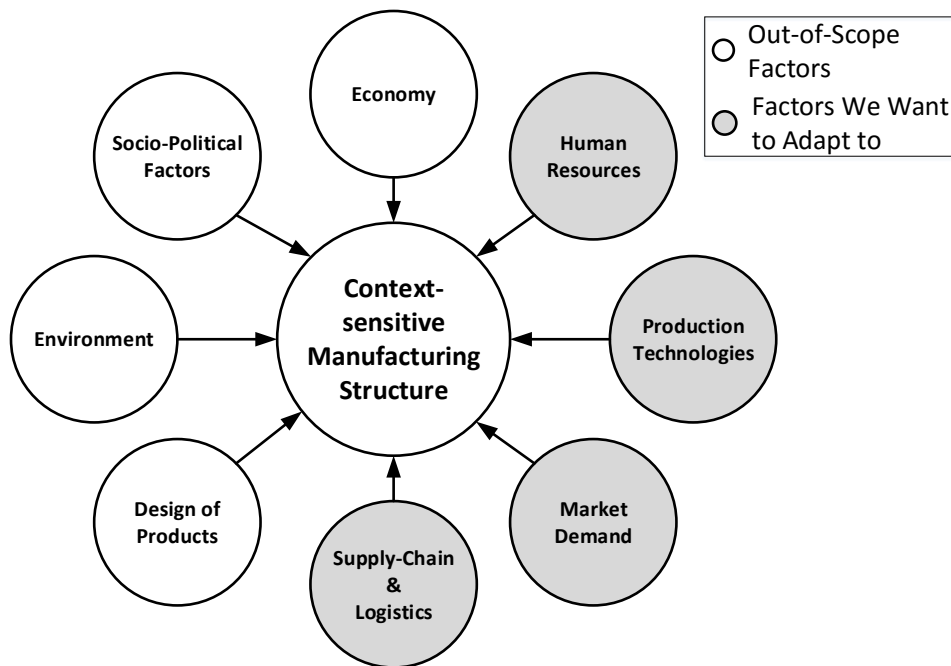 Out-of-Scope
Factors
Factors We Want
to Adapt to
Economy
Socio-Political
Factors
Human
Resources
Environment
Context-
sensitive
Manufacturing
Structure
Production
Technologies
Design of
Products
Market
Demand
Supply-Chain
&
Logistics